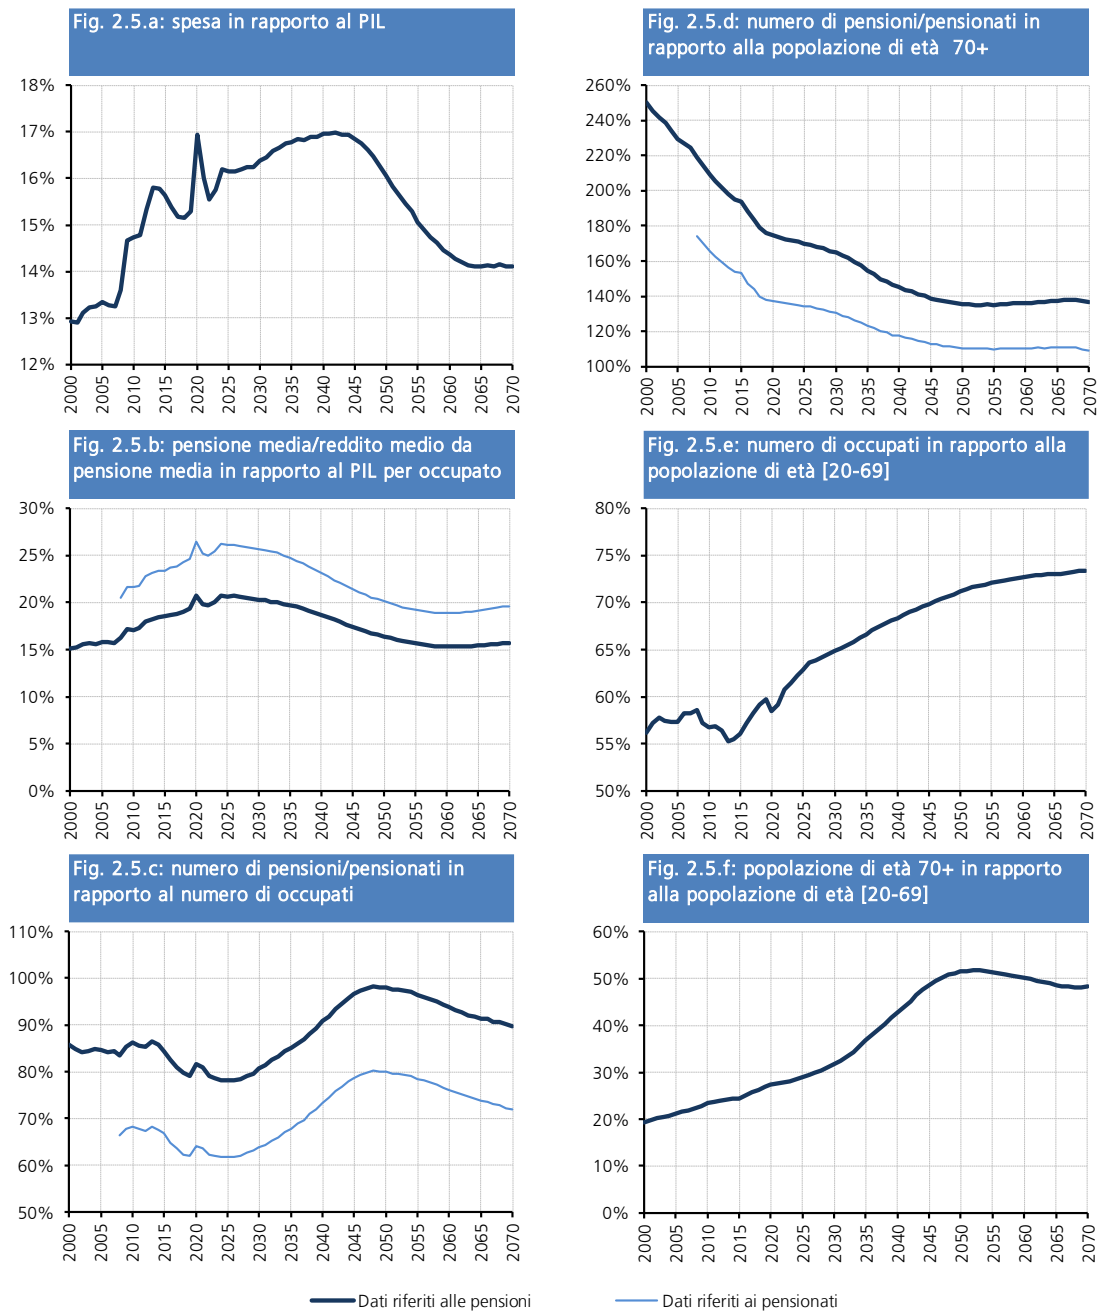 Fig. 2.5.a: spesa in rapporto al PIL
18%
17%
16%
15%
14%
13%
12%
2000 2005 2010 2015 2020 2025 2030 2035 2040 2045 2050 2055 2060 2065 2070
Fig. 2.5.d: numero di pensioni/pensionati in
rapporto alla popolazione di età 70+
260%
240%
220%
200%
180%
160%
140%
120%
100%
2000 2005 2010 2015 2020 2025 2030 2035 2040 2045 2050 2055 2060 2065 2070
Fig. 2.5.b: pensione media/reddito medio da
pensione media in rapporto al PIL per occupato
30%
25%
20%
15%
10%
5%
0%
2000 2005 2010 2015 2020 2025 2030 2035 2040 2045 2050 2055 2060 2065 2070
Fig. 2.5.e: numero di occupati in rapporto alla
popolazione di età [20-69]
80%
75%
70%
65%
60%
55%
50%
2000 2005 2010 2015 2020 2025 2030 2035 2040 2045 2050 2055 2060 2065 2070
Fig. 2.5.c: numero di pensioni/pensionati in
rapporto al numero di occupati
110%
100%
90%
80%
70%
60%
50%
2000 2005 2010 2015 2020 2025 2030 2035 2040 2045 2050 2055 2060 2065 2070
Fig. 2.5.f: popolazione di età 70+ in rapporto
alla popolazione di età [20-69]
60%
50%
40%
30%
20%
10%
0%
2000 2005 2010 2015 2020 2025 2030 2035 2040 2045 2050 2055 2060 2065 2070
Dati riferiti alle pensioni
Dati riferiti ai pensionati